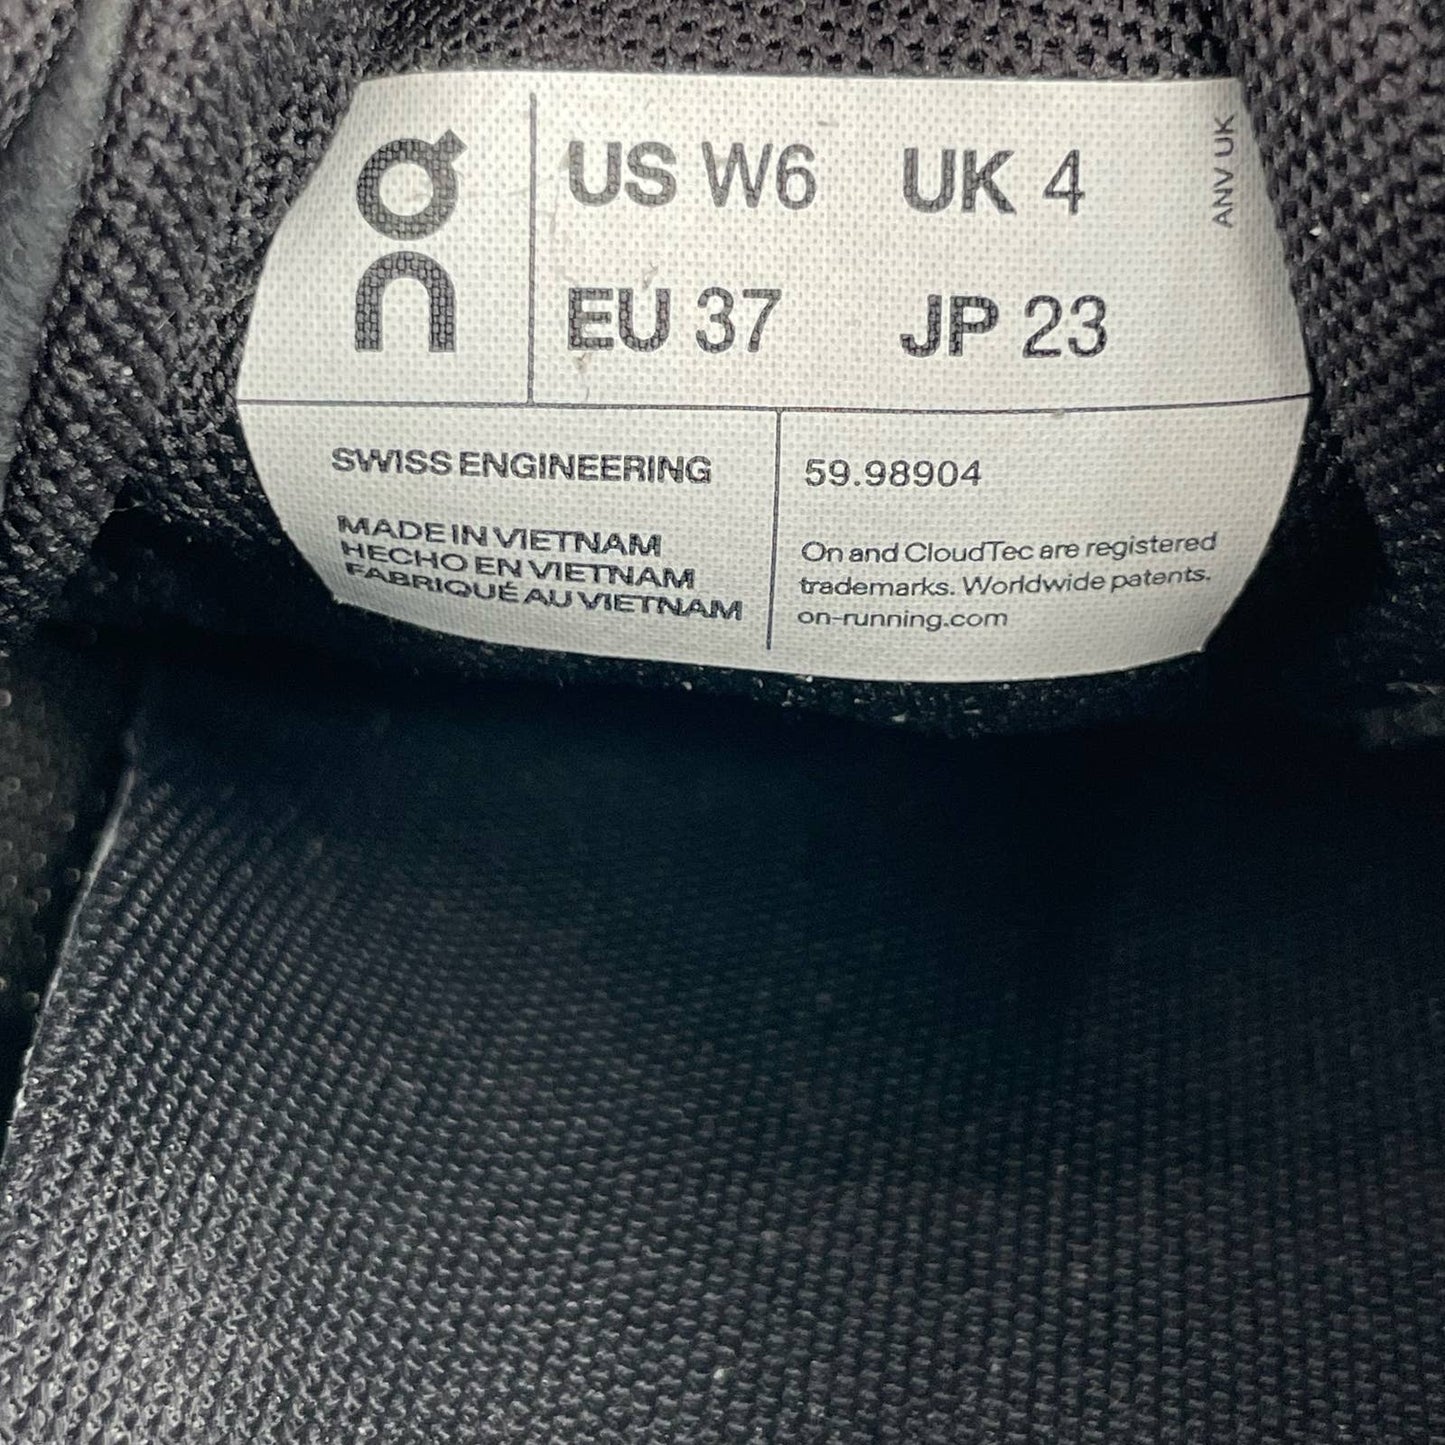 On
US W6 UK 4
EU 37 JP 23
ANV UK
SWISS ENGINEERING
MADE IN VIETNAM
HECHO EN VIETNAM
FABRIQUÉ AU VIETNAM
59.98904
On and CloudTec are registered
trademarks. Worldwide patents.
on-running.com